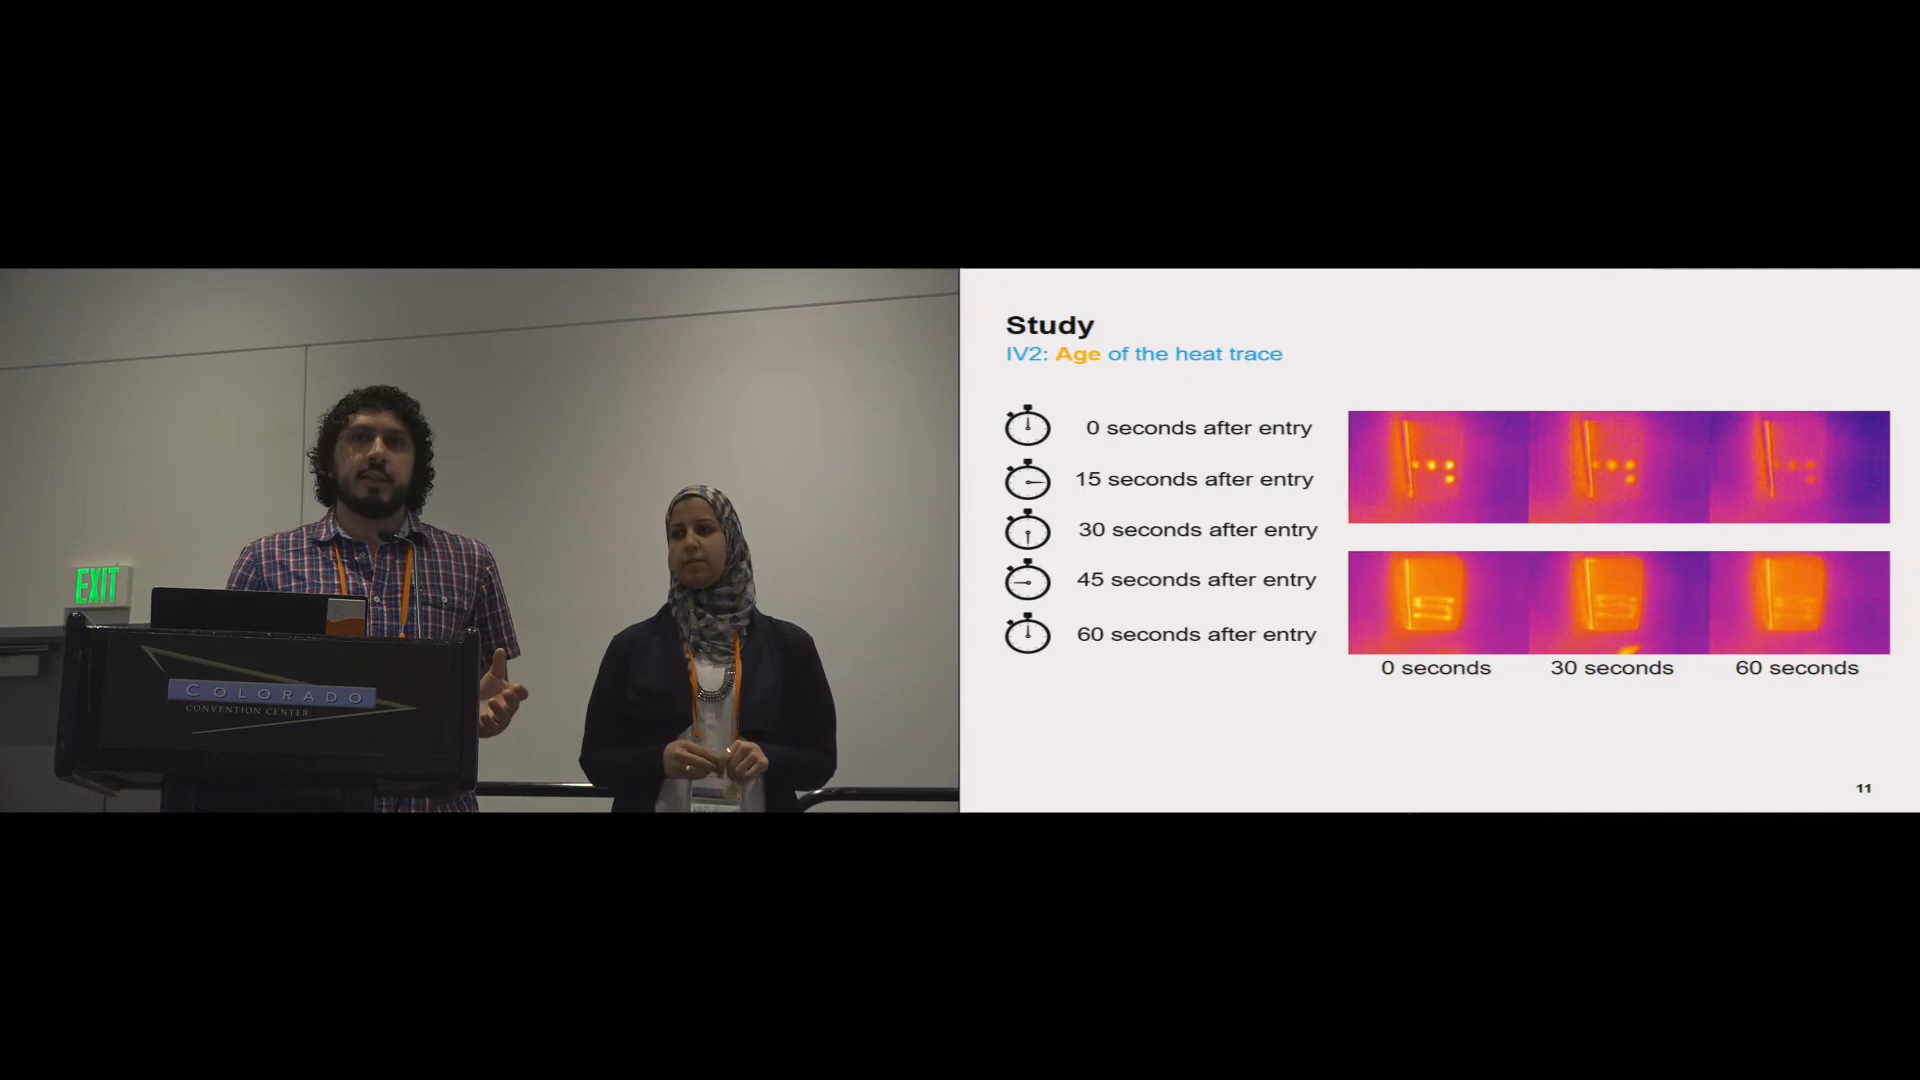 EXIT
COLORADO
CONVENTION CENTER
Study
IV2: Age of the heat trace
0 seconds after entry
15 seconds after entry
30 seconds after entry
45 seconds after entry
60 seconds after entry
0 seconds
30 seconds
60 seconds
11